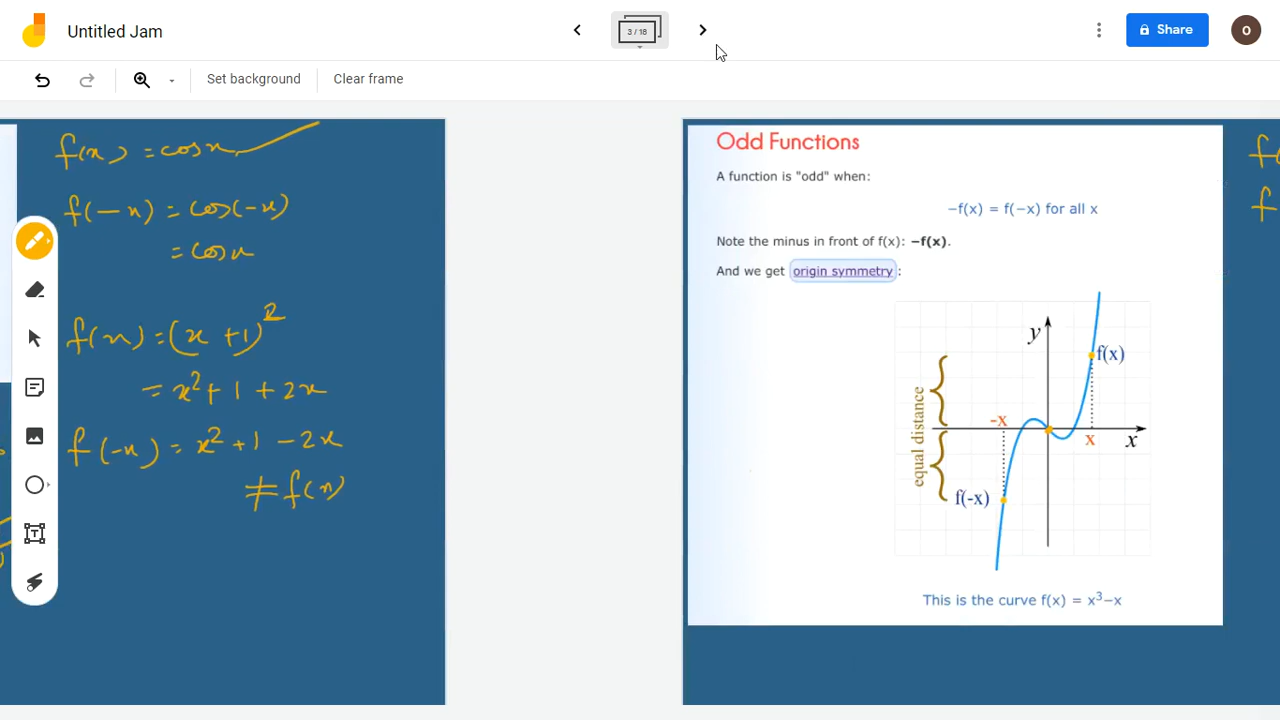 Untitled Jam
3 / 18
Share
O
Set background
Clear frame
f(x) = cosx
f(-x) = cos(-x)
= cosx
f(x) = (x +1)²
= x² + 1 + 2x
f(-x) = x² + 1 - 2x
≠ f(x)
Odd Functions
A function is "odd" when:
−f(x) = f(−x) for all x
Note the minus in front of f(x): −f(x).
And we get origin symmetry:
y
f(x)
equal distance
-x
x
x
f(-x)
This is the curve f(x) = x³−x
f(
f